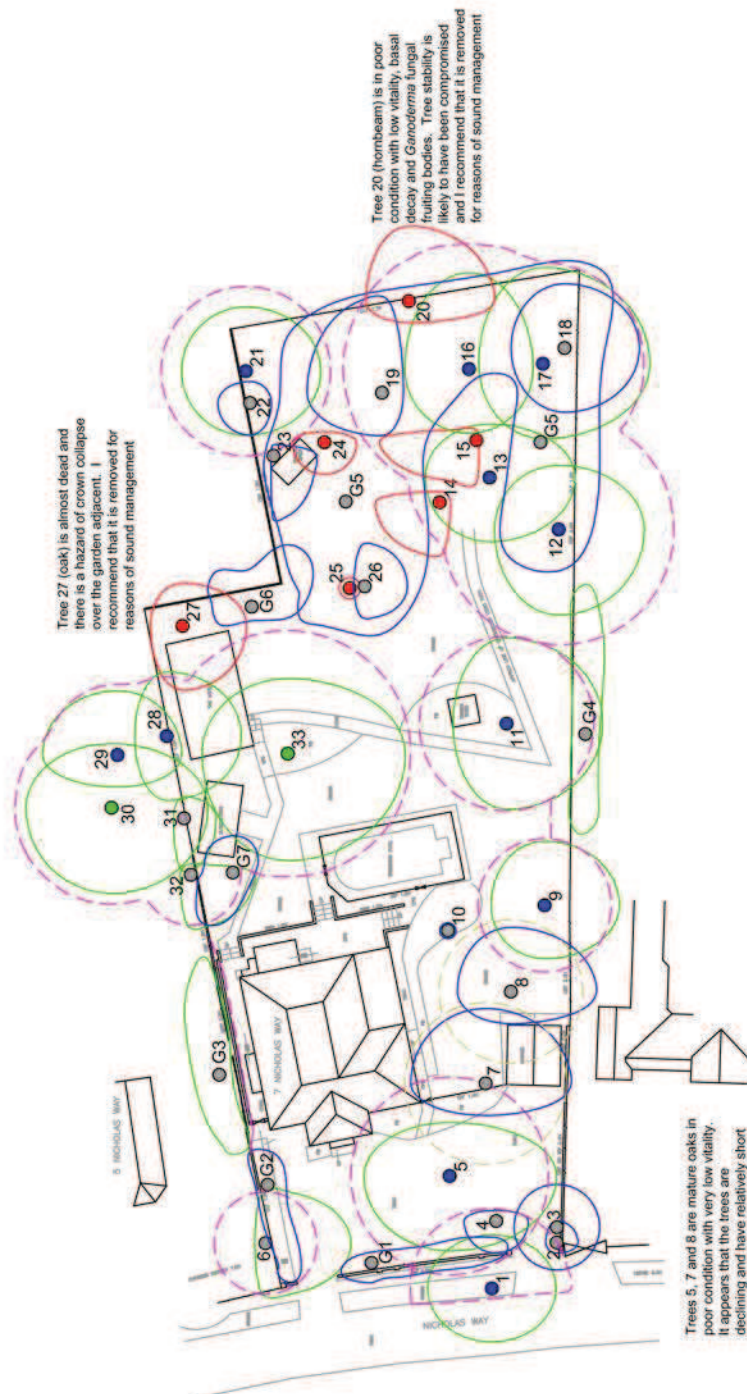 Tree 27 (oak) is almost dead and
there is a hazard of crown collapse
over the garden adjacent. I
recommend that it is removed for
reasons of sound management
Tree 20 (hornbeam) is in poor
condition with low vitality, basal
decay and Ganoderma fungal
fruiting bodies. Tree stability is
likely to have been compromised
and I recommend that it is removed
for reasons of sound management
Trees 5, 7 and 8 are mature oaks in
poor condition with very low vitality.
It appears that the trees are
declining and have relatively short
5 NICHOLAS WAY
7 NICHOLAS WAY
NICHOLAS WAY
6
G2
G3
32
31
30
29
28
27
G6
23
22
21
G7
33
25
26
G5
24
19
20
14
15
16
13
17
18
G5
12
11
G4
10
9
8
7
5
4
3
2
G1
1